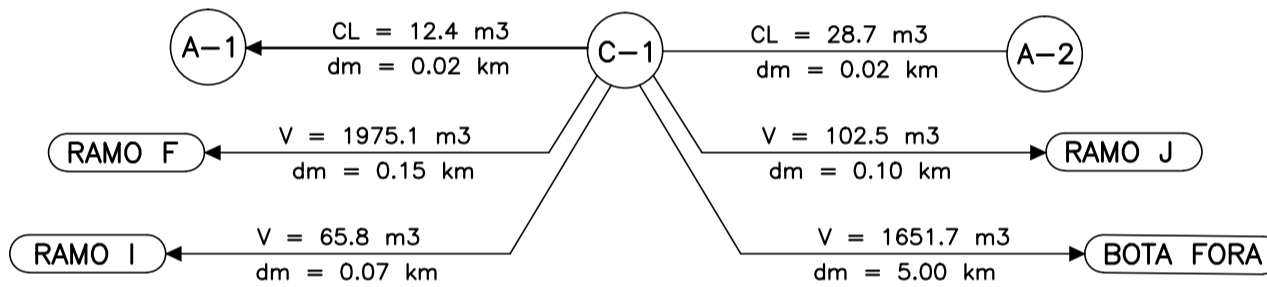 A-1
CL = 12.4 m3
dm = 0.02 km
C-1
CL = 28.7 m3
dm = 0.02 km
A-2
RAMO F
V = 1975.1 m3
dm = 0.15 km
V = 102.5 m3
dm = 0.10 km
RAMO J
RAMO I
V = 65.8 m3
dm = 0.07 km
V = 1651.7 m3
dm = 5.00 km
BOTA FORA